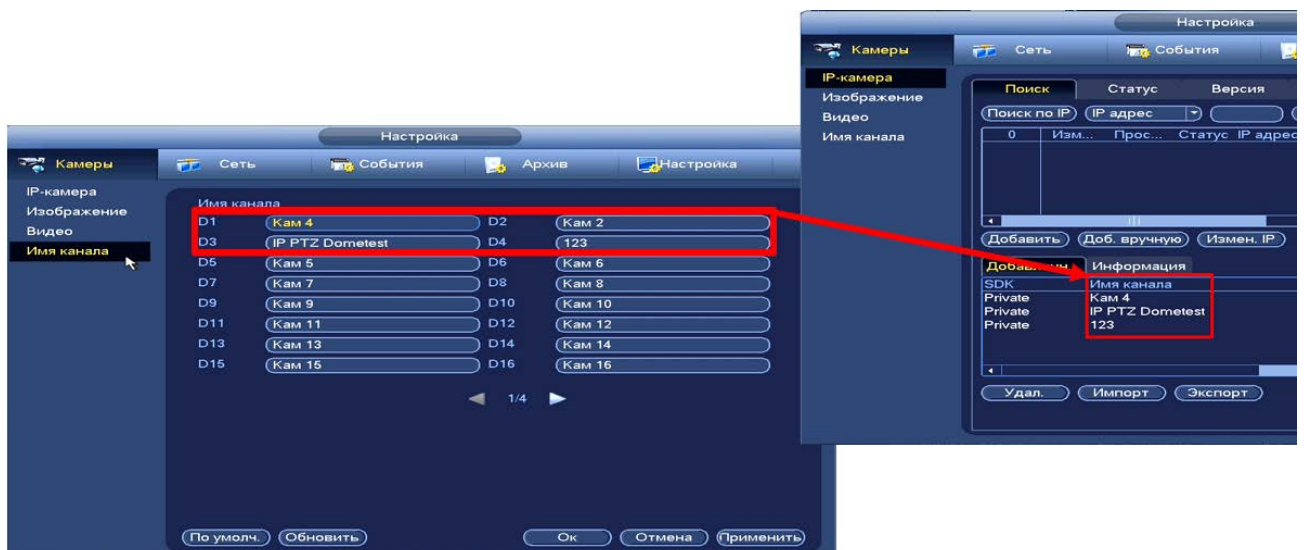 Настройка
Камеры Сеть События Архив Настройка
IP-камера
Изображение
Видео
Имя канала
Имя канала
D1 Кам 4 D2 Кам 2
D3 IP PTZ Dometest D4 123
D5 Кам 5 D6 Кам 6
D7 Кам 7 D8 Кам 8
D9 Кам 9 D10 Кам 10
D11 Кам 11 D12 Кам 12
D13 Кам 13 D14 Кам 14
D15 Кам 15 D16 Кам 16
1/4
По умолч. Обновить Ок Отмена Применить
Настройка
Камеры Сеть События
IP-камера
Изображение
Видео
Имя канала
Поиск Статус Версия
Поиск по IP IP адрес
0 Изм... Прос... Статус IP адрес
Добавить Доб. вручную Измен. IP
Информация
SDK Имя канала
Private Кам 4
Private IP PTZ Dometest
Private 123
Удал. Импорт Экспорт